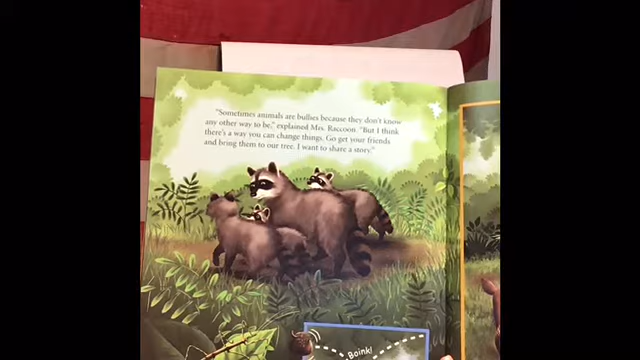 "Sometimes animals are bullies because they don't know
any other way to be," explained Mrs. Raccoon. "But I think
there's a way you can change things. Go get your friends
and bring them to our tree. I want to share a story."
Boink!